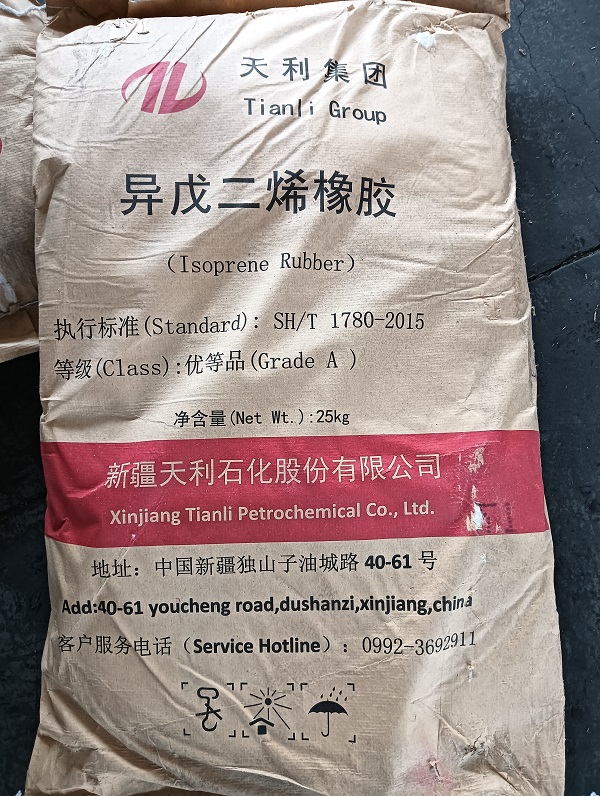 天利集团
Tianli Group
异戊二烯橡胶
(Isoprene Rubber)
执行标准(Standard): SH/T 1780-2015
等级(Class):优等品(Grade A )
净含量(Net Wt.):25kg
新疆天利石化股份有限公司
Xinjiang Tianli Petrochemical Co., Ltd.
地址: 中国新疆独山子油城路 40-61 号
Add:40-61 youcheng road,dushanzi,xinjiang,china
客户服务电话(Service Hotline): 0992-3692911